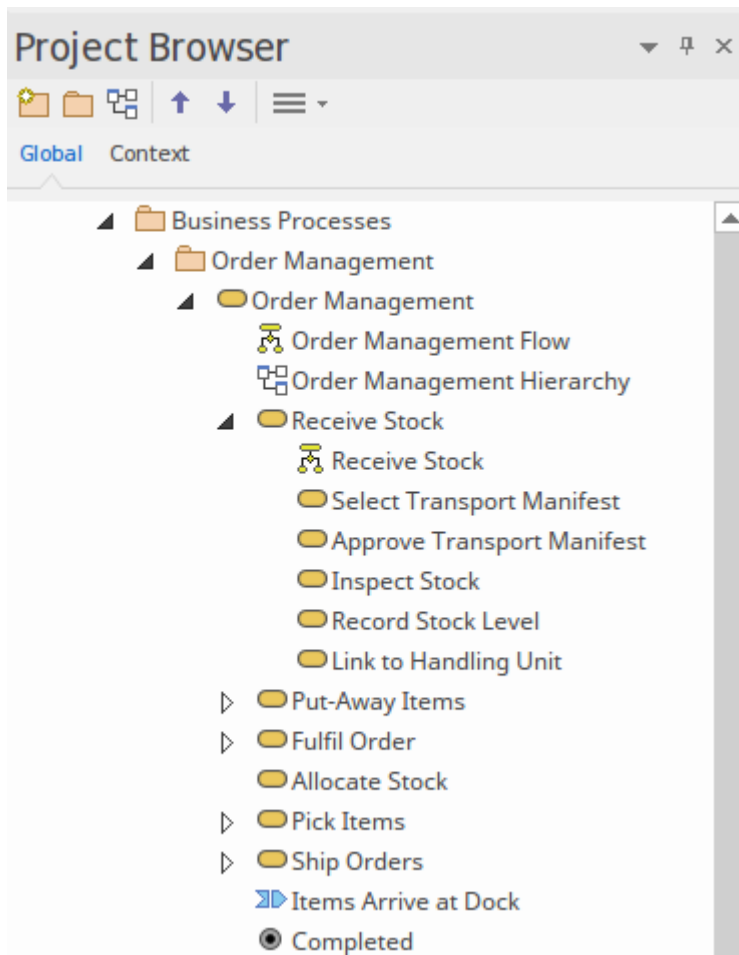 Project Browser
Global Context
Business Processes
Order Management
Order Management
Order Management Flow
Order Management Hierarchy
Receive Stock
Receive Stock
Select Transport Manifest
Approve Transport Manifest
Inspect Stock
Record Stock Level
Link to Handling Unit
Put-Away Items
Fulfil Order
Allocate Stock
Pick Items
Ship Orders
Items Arrive at Dock
Completed